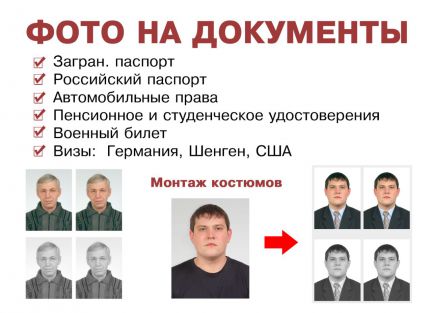 ФОТО НА ДОКУМЕНТЫ
Загран. паспорт
Российский паспорт
Автомобильные права
Пенсионное и студенческое удостоверения
Военный билет
Визы: Германия, Шенген, США
Монтаж костюмов